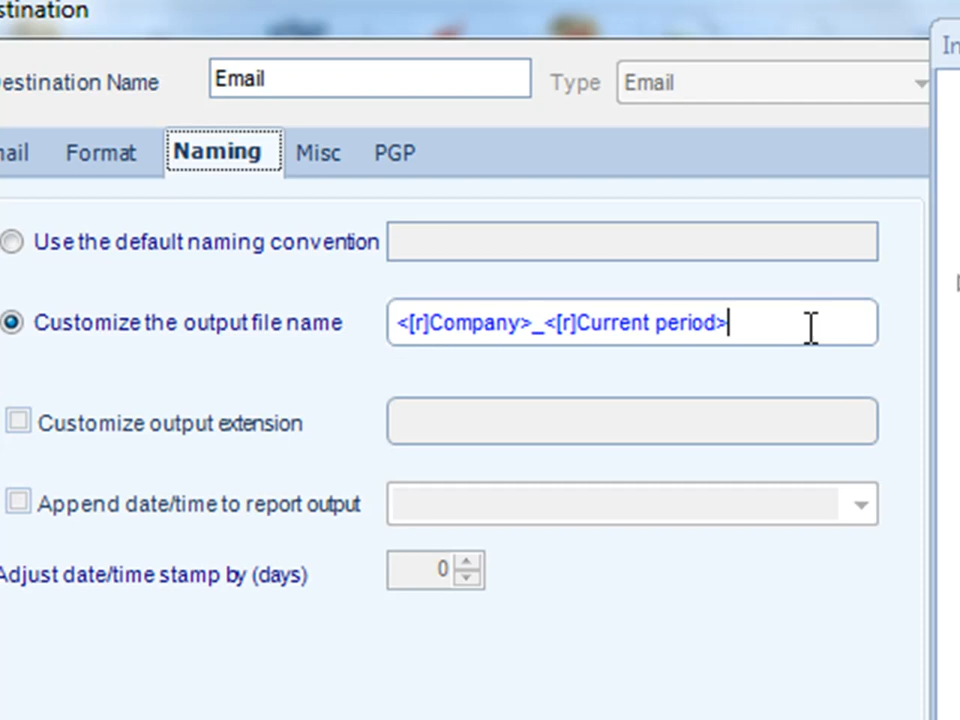 stination
estination Name Email Type Email
ail Format Naming Misc PGP
Use the default naming convention
Customize the output file name <[r]Company>_<[r]Current period>
Customize output extension
Append date/time to report output
Adjust date/time stamp by (days) 0
In